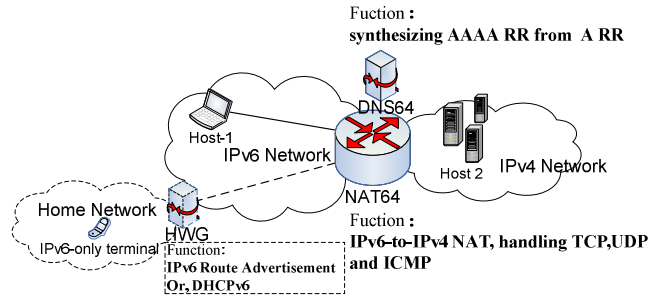 Fuction：
synthesizing AAAA RR from A RR
DNS64
Host-1
IPv6 Network
Host 2
IPv4 Network
NAT64
Home Network
IPv6-only terminal
HWG
Function:
IPv6 Route Advertisement
Or, DHCPv6
Fuction：
IPv6-to-IPv4 NAT, handling TCP,UDP
and ICMP